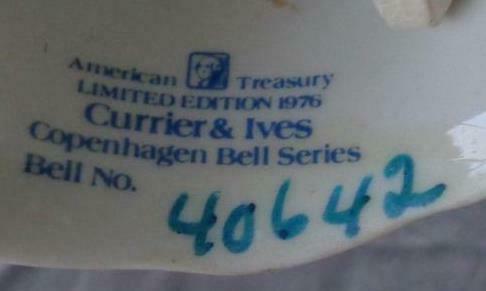 American Treasury
LIMITED EDITION 1976
Currier & Ives
Copenhagen Bell Series
Bell No.
40642